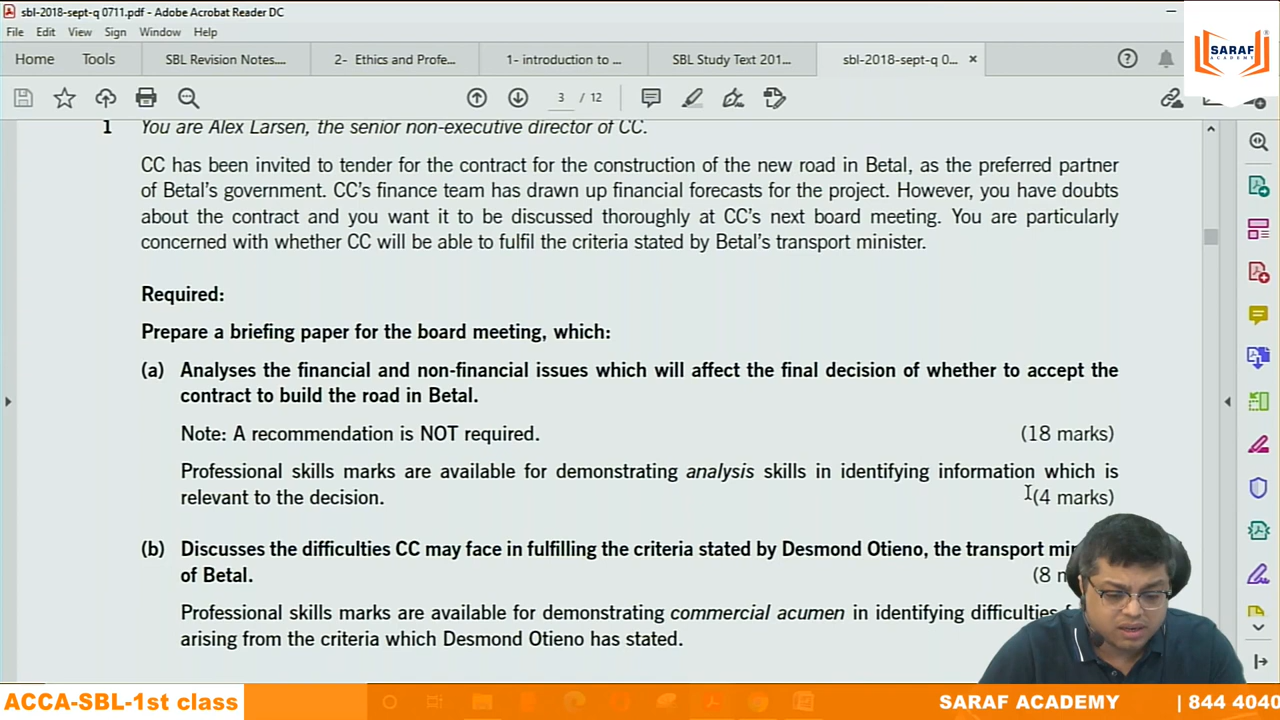 sbl-2018-sept-q 0711.pdf - Adobe Acrobat Reader DC
File Edit View Sign Window Help
Home Tools SBL Revision Notes.... 2- Ethics and Profe... 1- introduction to ... SBL Study Text 201... sbl-2018-sept-q 0... ×
3 / 12
SARAF
ACADEMY
1 You are Alex Larsen, the senior non-executive director of CC.
CC has been invited to tender for the contract for the construction of the new road in Betal, as the preferred partner
of Betal's government. CC's finance team has drawn up financial forecasts for the project. However, you have doubts
about the contract and you want it to be discussed thoroughly at CC's next board meeting. You are particularly
concerned with whether CC will be able to fulfil the criteria stated by Betal's transport minister.
Required:
Prepare a briefing paper for the board meeting, which:
(a) Analyses the financial and non-financial issues which will affect the final decision of whether to accept the
contract to build the road in Betal.
Note: A recommendation is NOT required. (18 marks)
Professional skills marks are available for demonstrating analysis skills in identifying information which is
relevant to the decision. (4 marks)
(b) Discusses the difficulties CC may face in fulfilling the criteria stated by Desmond Otieno, the transport
of Betal. (8
Professional skills marks are available for demonstrating commercial acumen in identifying difficulties
arising from the criteria which Desmond Otieno has stated.
ACCA-SBL-1st class SARAF ACADEMY | 844 4040